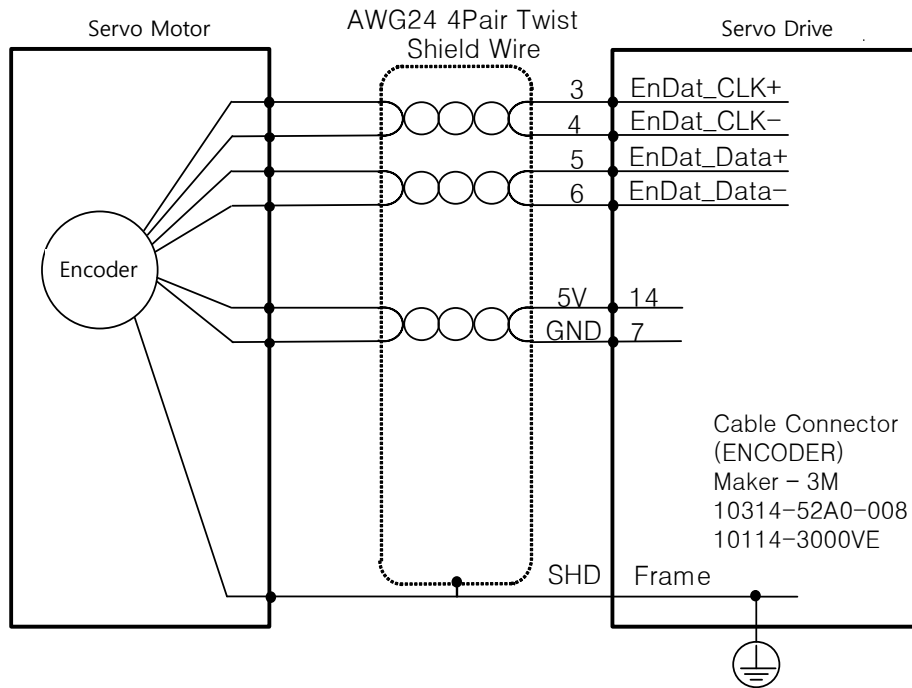 Servo Motor
AWG24 4Pair Twist
Shield Wire
Servo Drive
3 EnDat_CLK+
4 EnDat_CLK-
5 EnDat_Data+
6 EnDat_Data-
Encoder
5V 14
GND 7
Cable Connector
(ENCODER)
Maker - 3M
10314-52A0-008
10114-3000VE
SHD Frame